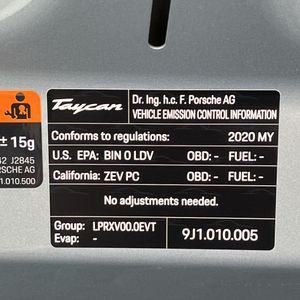 ± 15g
J2845
PORSCHE AG
.010.500
Taycan
Dr. Ing. h.c. F. Porsche AG
VEHICLE EMISSION CONTROL INFORMATION
Conforms to regulations: 2020 MY
U.S. EPA: BIN 0 LDV OBD: - FUEL: -
California: ZEV PC OBD: - FUEL: -
No adjustments needed.
Group: LPRXV00.0EVT
Evap: - 9J1.010.005